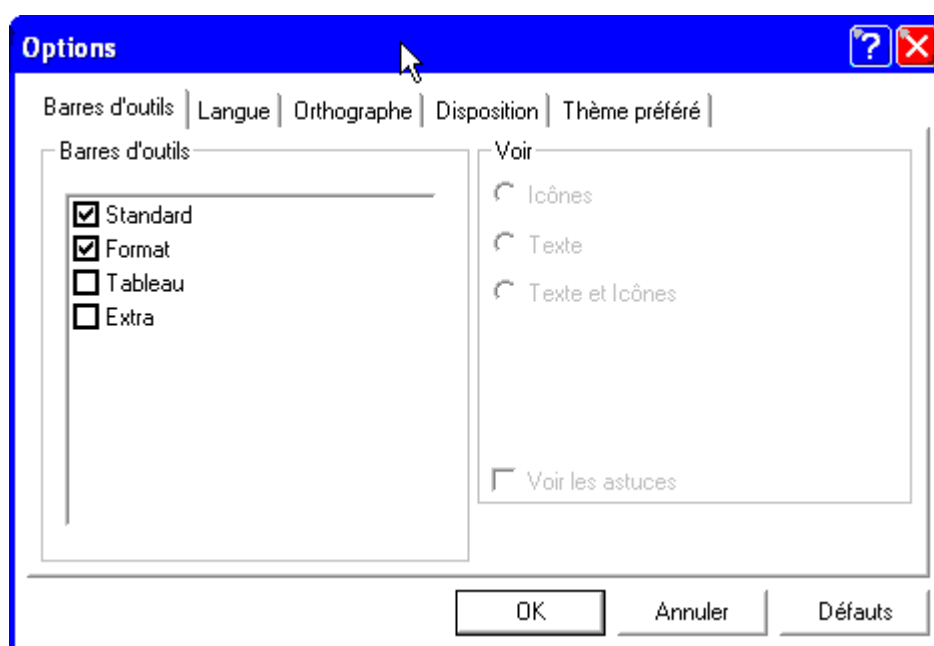 Options
Barres d'outils Langue Orthographe Disposition Thème préféré
Barres d'outils
Standard
Format
Tableau
Extra
Voir
Icônes
Texte
Texte et Icônes
Voir les astuces
OK Annuler Défauts